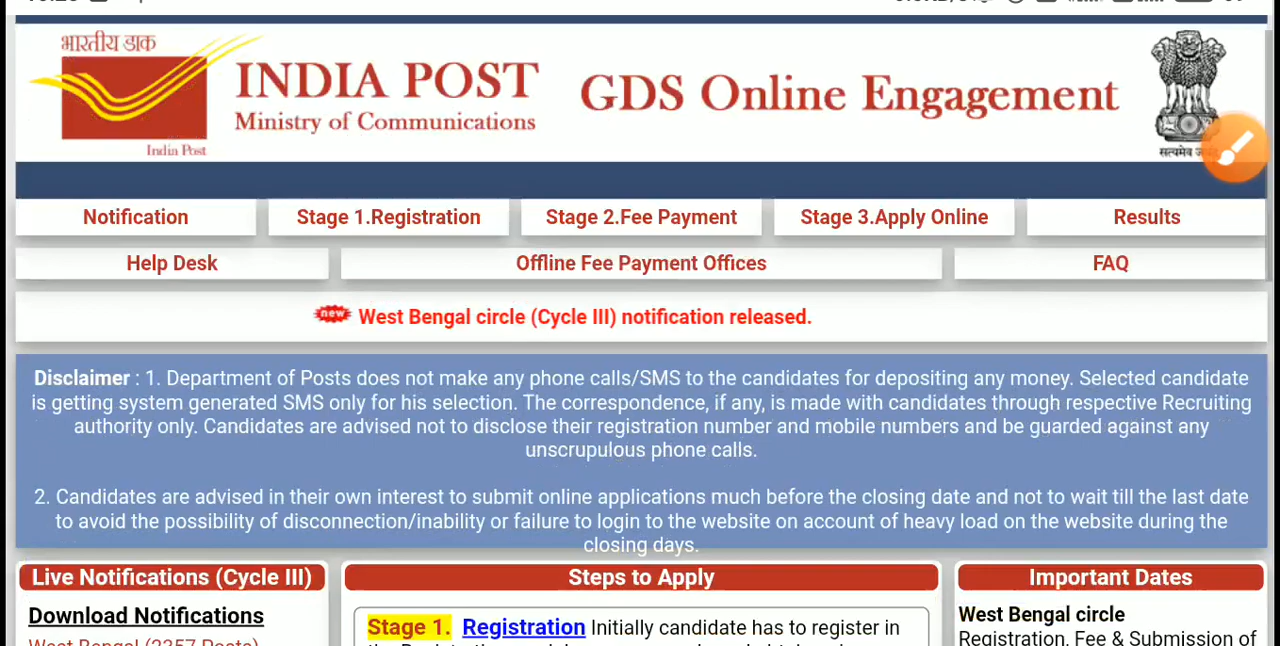 भारतीय डाक
INDIA POST
Ministry of Communications
India Post
GDS Online Engagement
सत्यमेव
Notification
Stage 1.Registration
Stage 2.Fee Payment
Stage 3.Apply Online
Results
Help Desk
Offline Fee Payment Offices
FAQ
new West Bengal circle (Cycle III) notification released.
Disclaimer : 1. Department of Posts does not make any phone calls/SMS to the candidates for depositing any money. Selected candidate
is getting system generated SMS only for his selection. The correspondence, if any, is made with candidates through respective Recruiting
authority only. Candidates are advised not to disclose their registration number and mobile numbers and be guarded against any
unscrupulous phone calls.
2. Candidates are advised in their own interest to submit online applications much before the closing date and not to wait till the last date
to avoid the possibility of disconnection/inability or failure to login to the website on account of heavy load on the website during the
closing days.
Live Notifications (Cycle III)
Download Notifications
West Bengal (2357 Posts)
Steps to Apply
Stage 1. Registration Initially candidate has to register in
Important Dates
West Bengal circle
Registration, Fee & Submission of